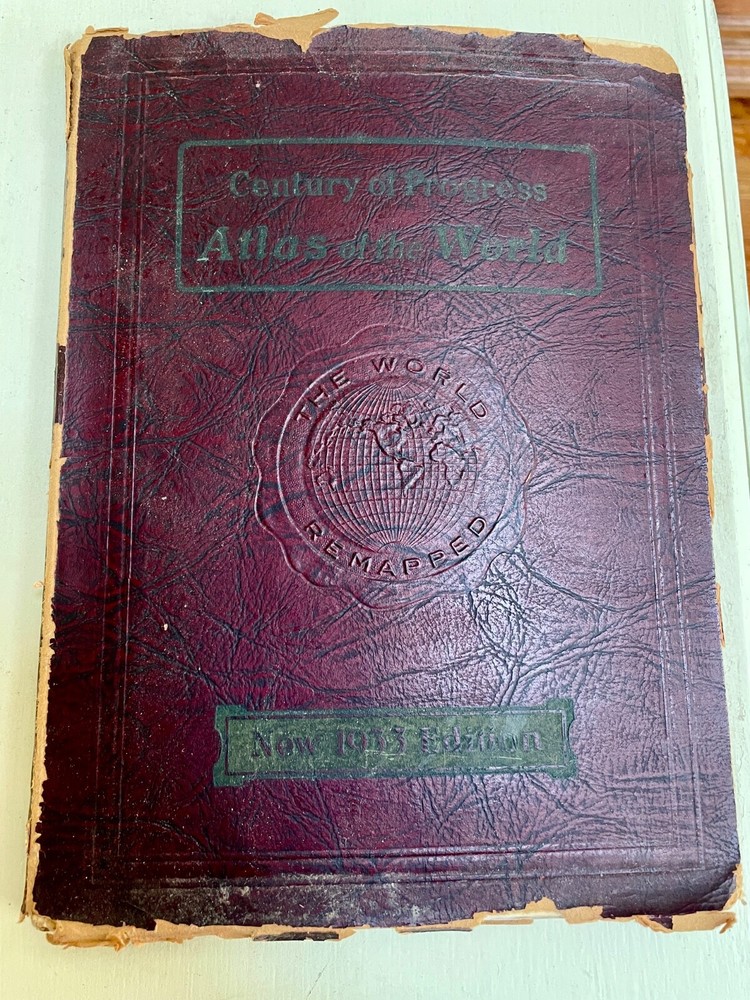 Century of Progress
Atlas of the World
THE WORLD
REMAPPED
New 1933 Edition